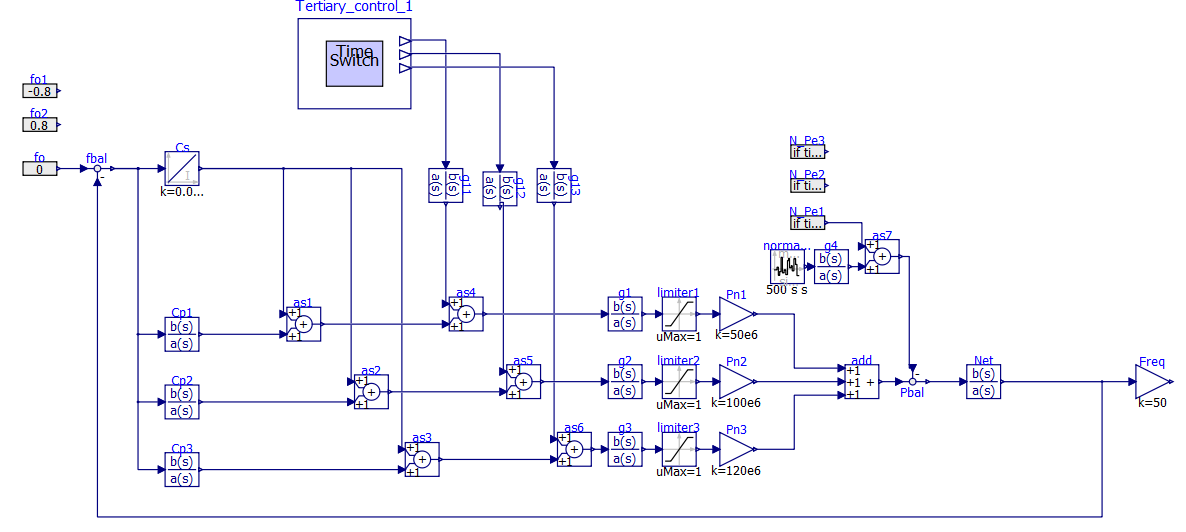 Tertiary_control_1
Time
Switch
fo1
-0.8
fo2
0.8
fo
0
fbal
-
Cs
I
k=0.0...
b(s)
a(s)
g11
b(s)
a(s)
g12
b(s)
a(s)
g13
N_Pe3
if ti...
N_Pe2
if ti...
N_Pe1
if ti...
norma...
500 s s
g4
b(s)
a(s)
as7
+1
+
+1
Cp1
b(s)
a(s)
as1
+1
+
+1
as4
+1
+
+1
g1
b(s)
a(s)
limiter1
uMax=1
Pn1
k=50e6
Cp2
b(s)
a(s)
as2
+1
+
+1
as5
+1
+
+1
g2
b(s)
a(s)
limiter2
uMax=1
Pn2
k=100e6
add
+1
+1 +
+1
-
Pbal
Net
b(s)
a(s)
Freq
k=50
Cp3
b(s)
a(s)
as3
+1
+
+1
as6
+1
+
+1
g3
b(s)
a(s)
limiter3
uMax=1
Pn3
k=120e6